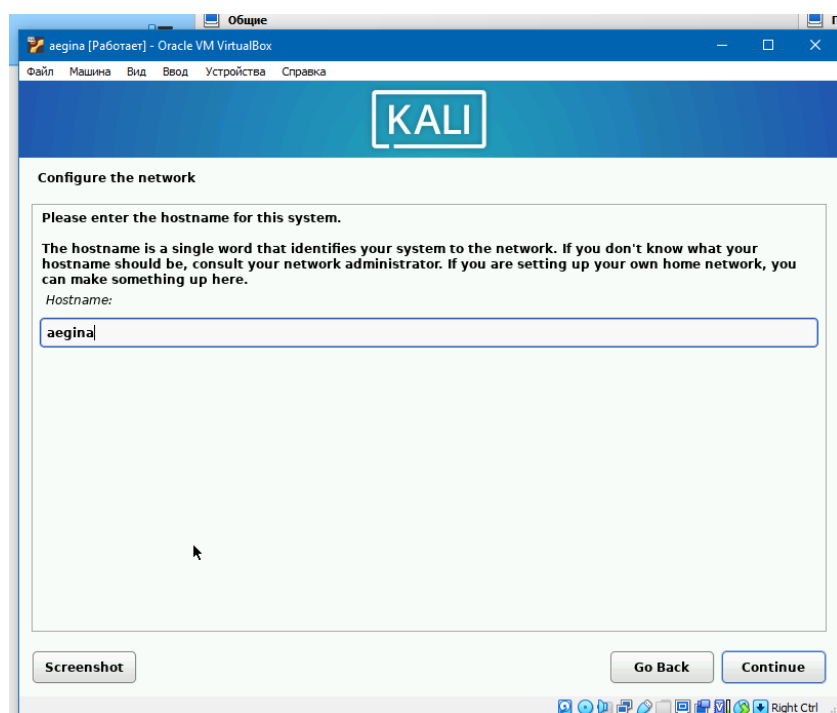 Общие
aegina [Работает] - Oracle VM VirtualBox
Файл Машина Вид Ввод Устройства Справка
KALI
Configure the network
Please enter the hostname for this system.
The hostname is a single word that identifies your system to the network. If you don't know what your
hostname should be, consult your network administrator. If you are setting up your own home network, you
can make something up here.
Hostname:
aegina
Screenshot
Go Back
Continue
Right Ctrl